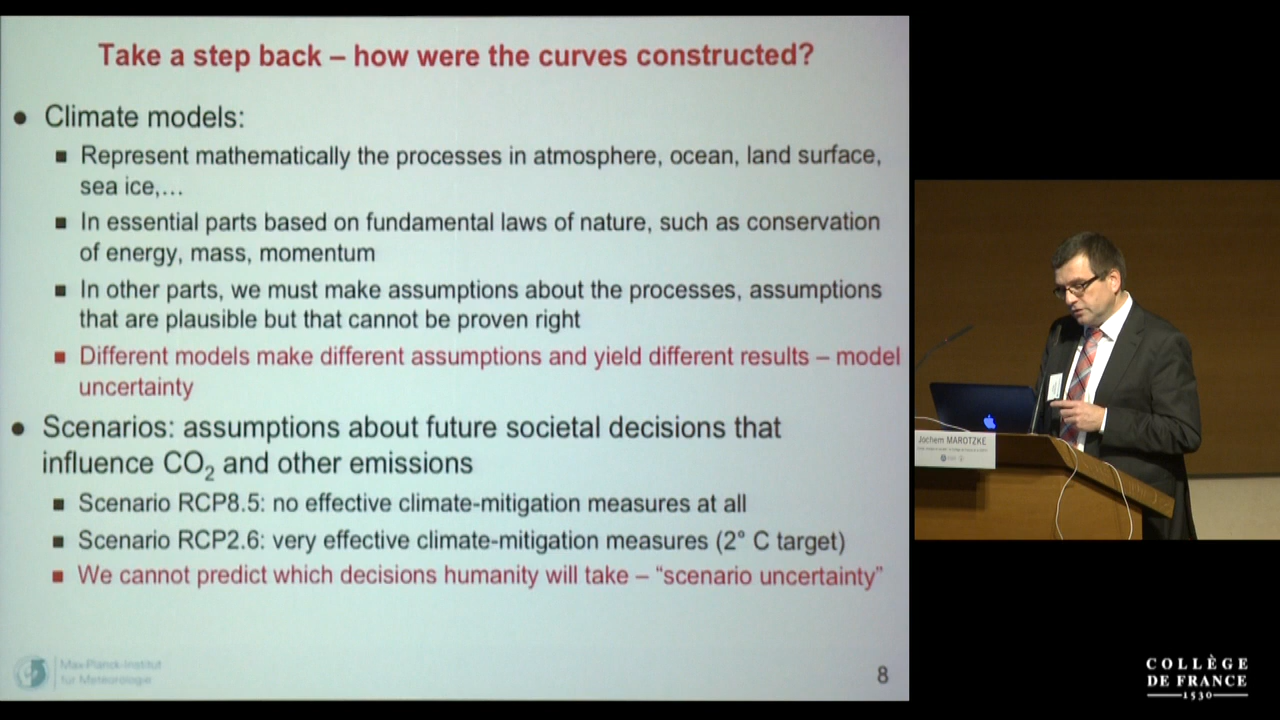 Take a step back – how were the curves constructed?
● Climate models:
■ Represent mathematically the processes in atmosphere, ocean, land surface,
sea ice,…
■ In essential parts based on fundamental laws of nature, such as conservation
of energy, mass, momentum
■ In other parts, we must make assumptions about the processes, assumptions
that are plausible but that cannot be proven right
■ Different models make different assumptions and yield different results – model
uncertainty
● Scenarios: assumptions about future societal decisions that
influence CO₂ and other emissions
■ Scenario RCP8.5: no effective climate-mitigation measures at all
■ Scenario RCP2.6: very effective climate-mitigation measures (2° C target)
■ We cannot predict which decisions humanity will take – “scenario uncertainty”
Max-Planck-Institut
für Meteorologie
8
Jochem MAROTZKE
COLLÈGE
DE FRANCE
1530